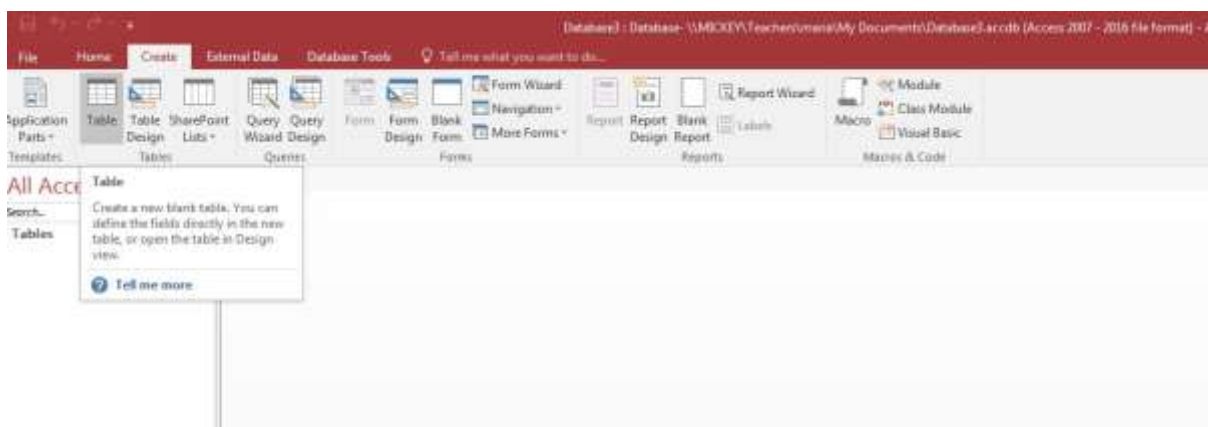 Database3 : Database- \\MICKEY\Teachers\maria\My Documents\Database3.accdb (Access 2007 - 2016 file format) - A
File Home Create External Data Database Tools Tell me what you want to do...
Application Parts
Table
Table Design
SharePoint Lists
Query Wizard
Query Design
Form
Form Design
Blank Form
Form Wizard
Navigation
More Forms
Report
Report Design
Blank Report
Report Wizard
Labels
Macro
Module
Class Module
Visual Basic
Templates Tables Queries Forms Reports Macros & Code
All Acce
Search...
Tables
Table
Create a new blank table. You can
define the fields directly in the new
table, or open the table in Design
view.
Tell me more